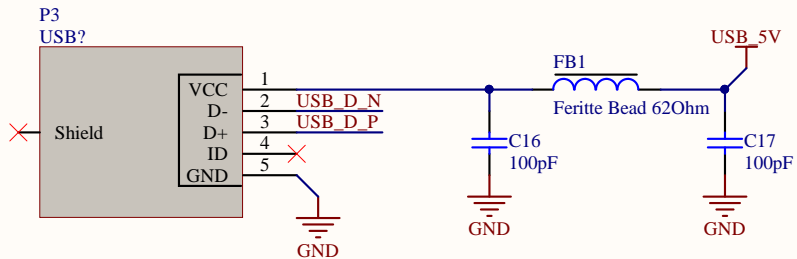 P3
USB?
VCC 1
D- 2 USB_D_N
D+ 3 USB_D_P
ID 4
GND 5
Shield
GND
FB1
Feritte Bead 62Ohm
USB_5V
C16
100pF
GND
C17
100pF
GND